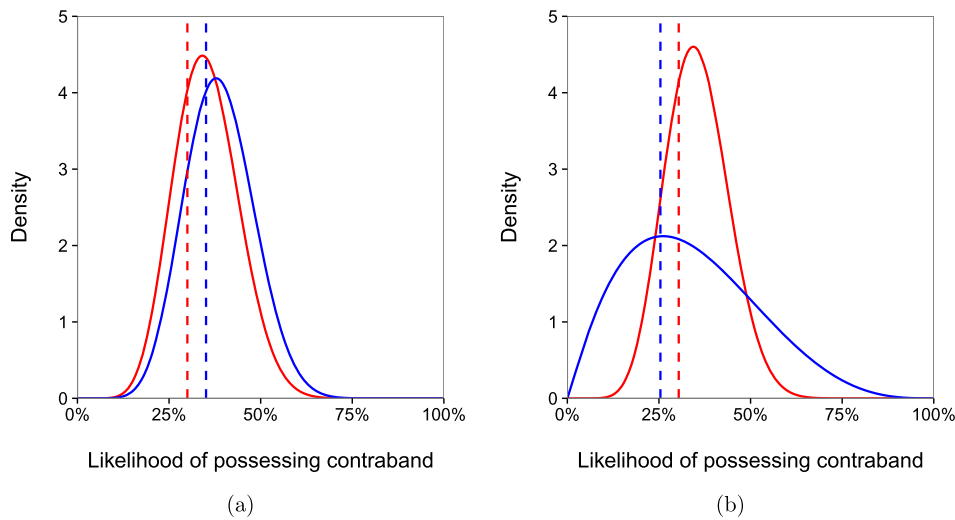 5
4
3
2
1
0
Density
0% 25% 50% 75% 100%
Likelihood of possessing contraband
(a)
5
4
3
2
1
0
Density
0% 25% 50% 75% 100%
Likelihood of possessing contraband
(b)